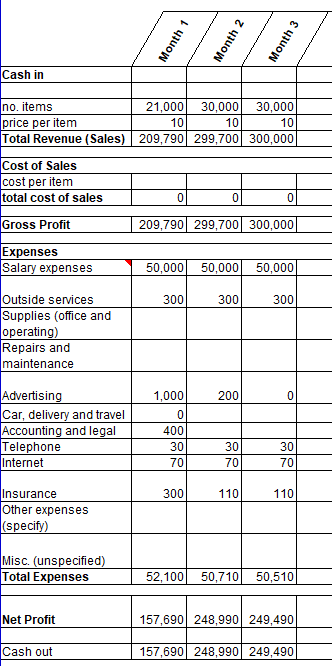 Month 1 Month 2 Month 3
Cash in
no. items 21,000 30,000 30,000
price per item 10 10 10
Total Revenue (Sales) 209,790 299,700 300,000
Cost of Sales
cost per item
total cost of sales 0 0 0
Gross Profit 209,790 299,700 300,000
Expenses
Salary expenses 50,000 50,000 50,000
Outside services 300 300 300
Supplies (office and
operating)
Repairs and
maintenance
Advertising 1,000 200 0
Car, delivery and travel 0
Accounting and legal 400
Telephone 30 30 30
Internet 70 70 70
Insurance 300 110 110
Other expenses
(specify)
Misc. (unspecified)
Total Expenses 52,100 50,710 50,510
Net Profit 157,690 248,990 249,490
Cash out 157,690 248,990 249,490